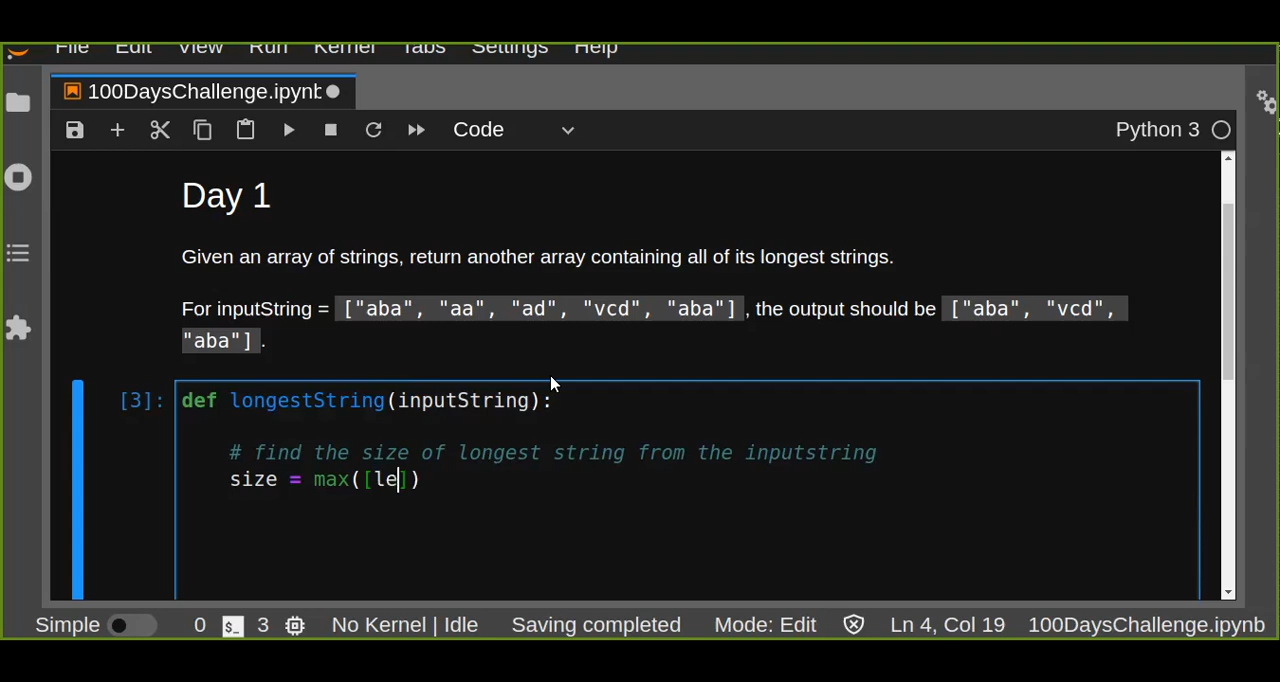 File Edit View Run Kernel Tabs Settings Help
100DaysChallenge.ipynb
Code Python 3
Day 1
Given an array of strings, return another array containing all of its longest strings.
For inputString = ["aba", "aa", "ad", "vcd", "aba"], the output should be ["aba", "vcd",
"aba"].
[3]: def longestString(inputString):
# find the size of longest string from the inputstring
size = max([le])
Simple 0 $_ 3 No Kernel | Idle Saving completed Mode: Edit Ln 4, Col 19 100DaysChallenge.ipynb